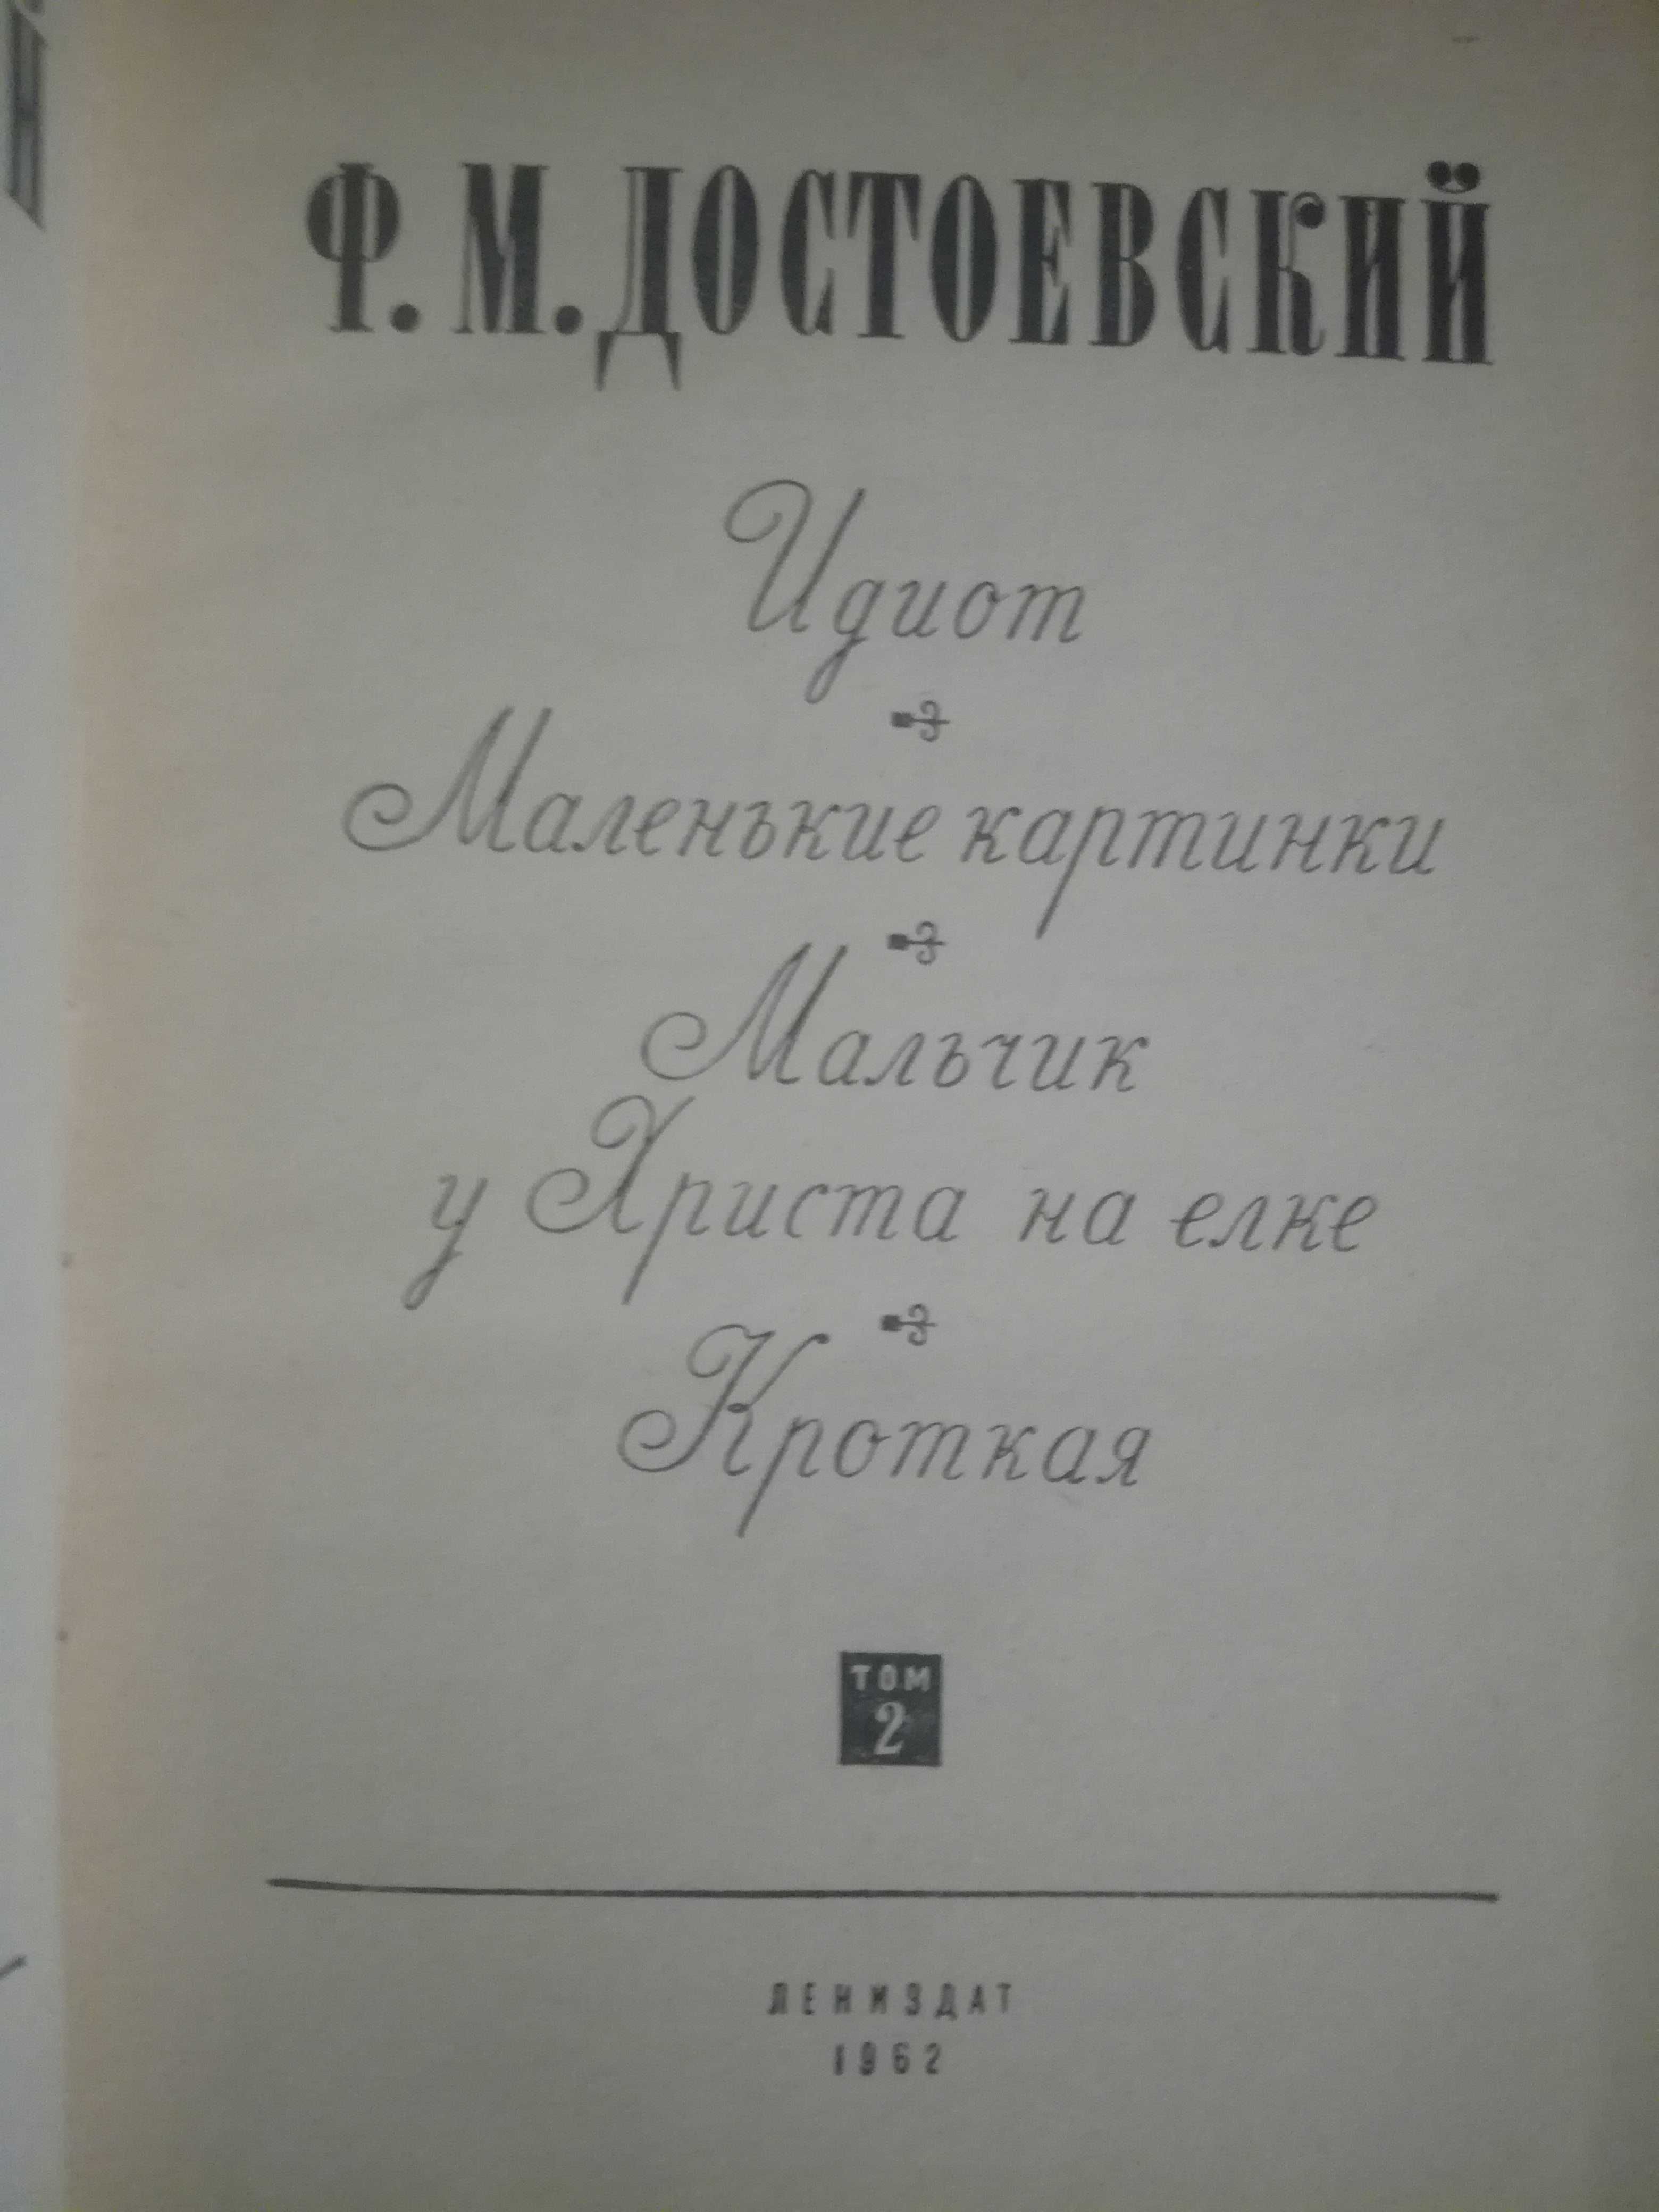 Ф. М. ДОСТОЕВСКИЙ
Идиот
Маленькие картинки
Мальчик
у Христа на елке
Кроткая
ТОМ
2
ЛЕНИЗДАТ
1962